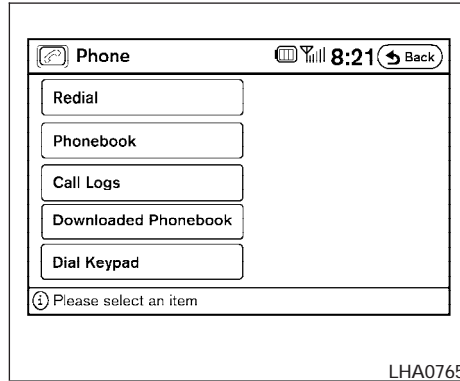 Phone 8:21 Back
Redial
Phonebook
Call Logs
Downloaded Phonebook
Dial Keypad
i Please select an item
LHA0765